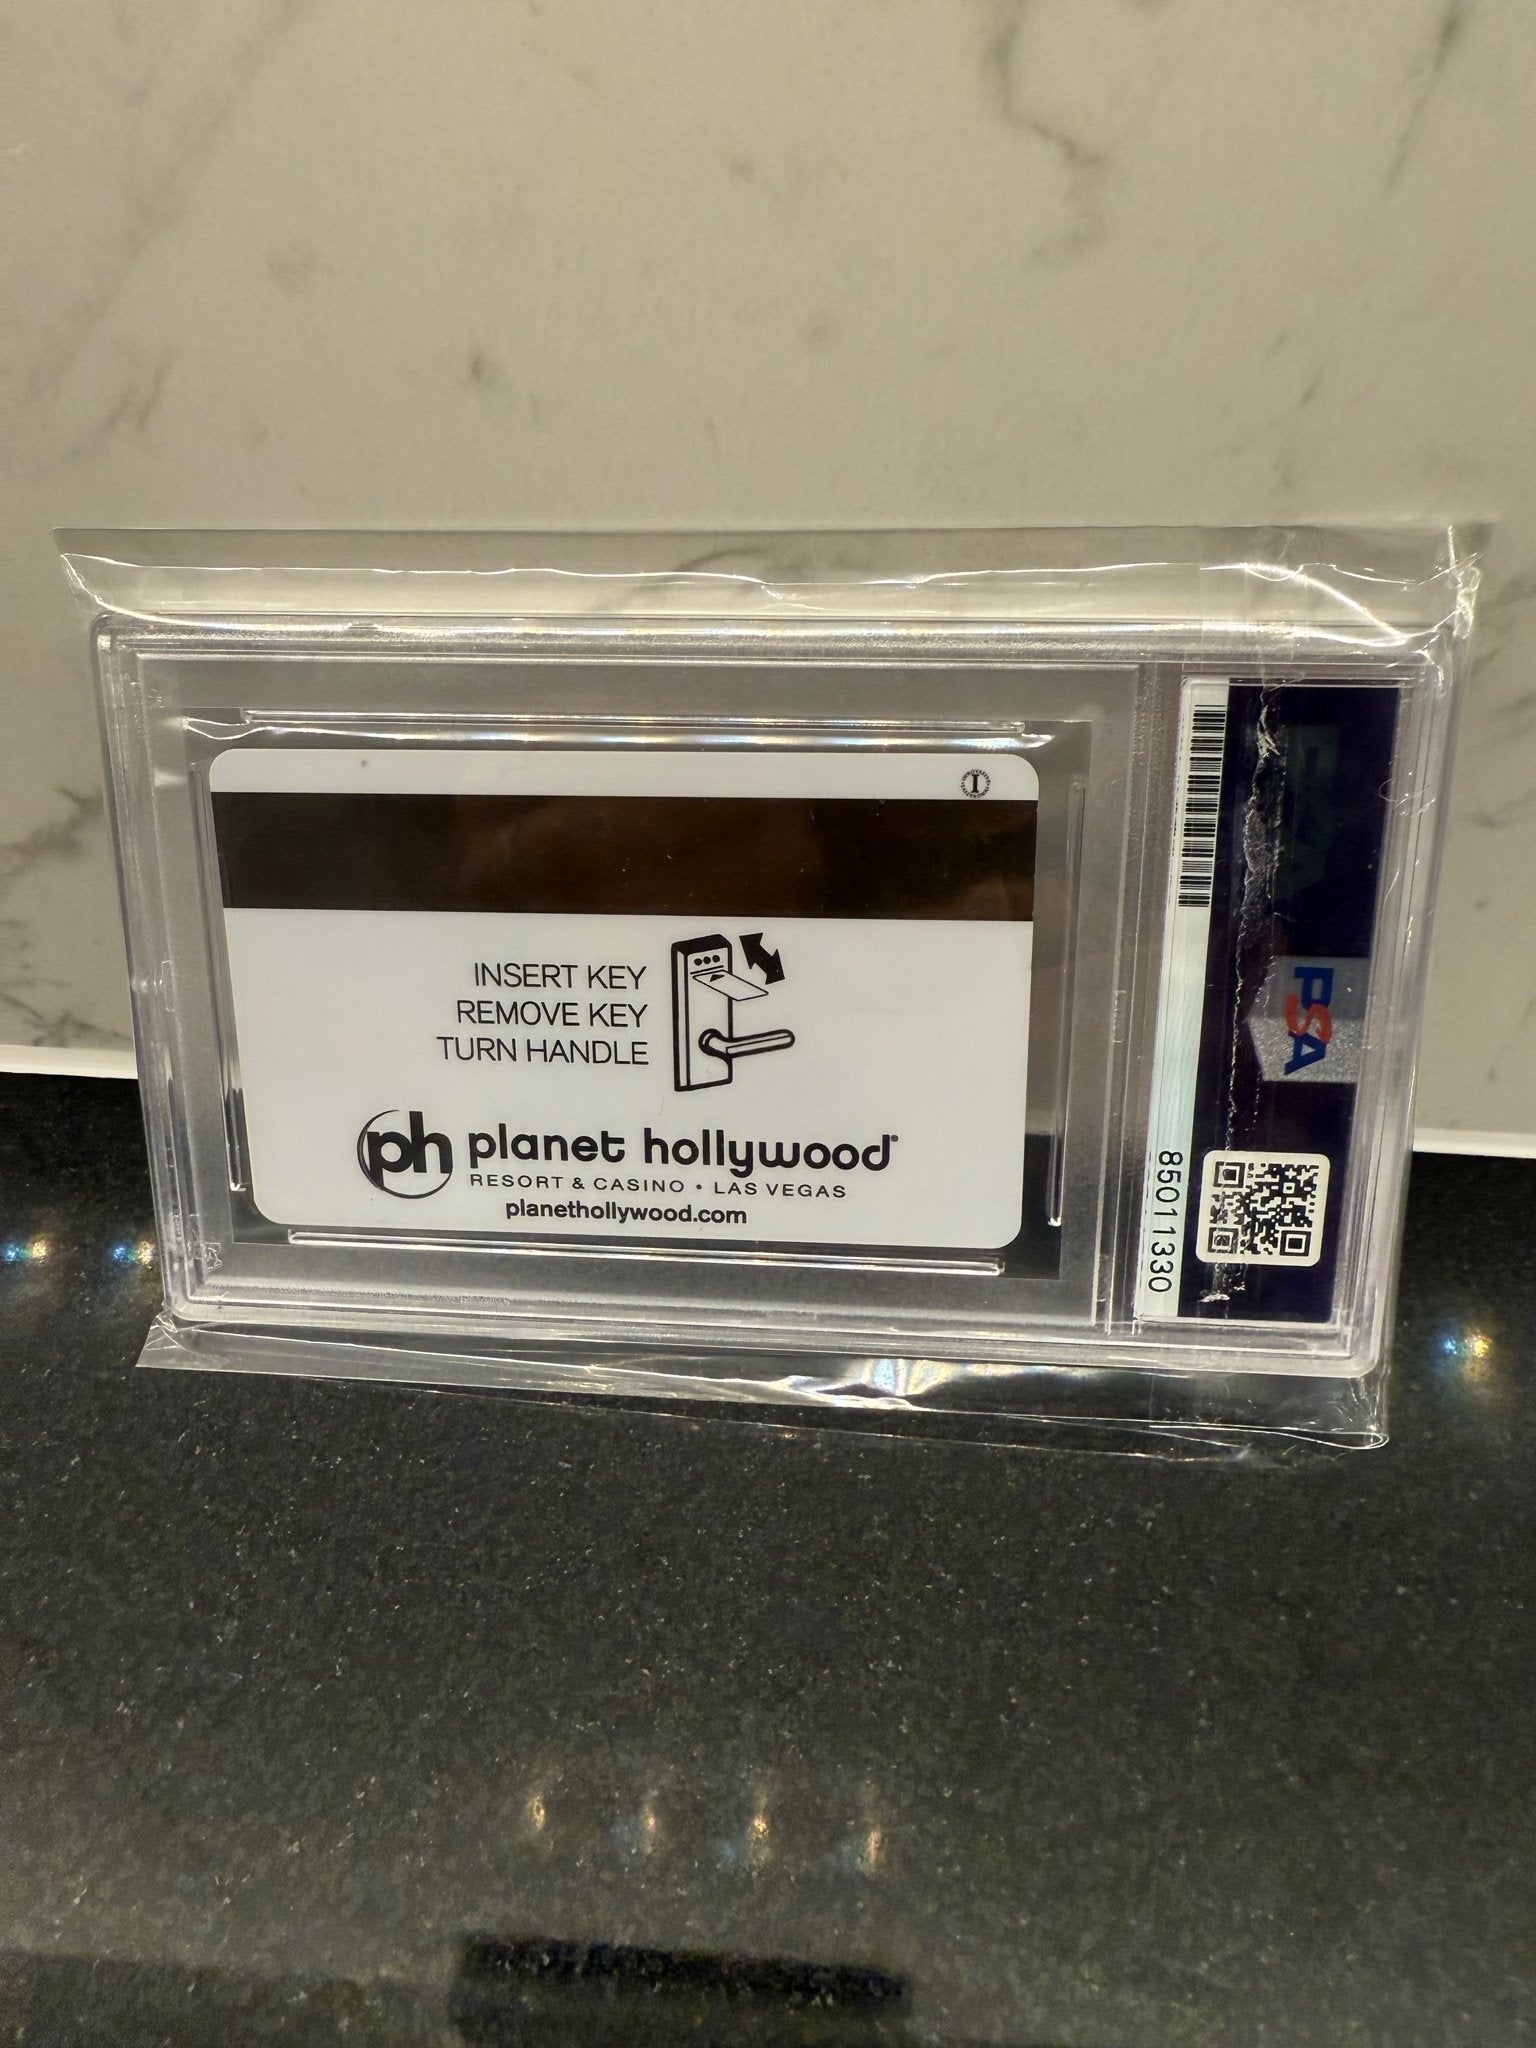 INSERT KEY
REMOVE KEY
TURN HANDLE
ph planet hollywood®
RESORT & CASINO • LAS VEGAS
planethollywood.com
I
PSA
85011330